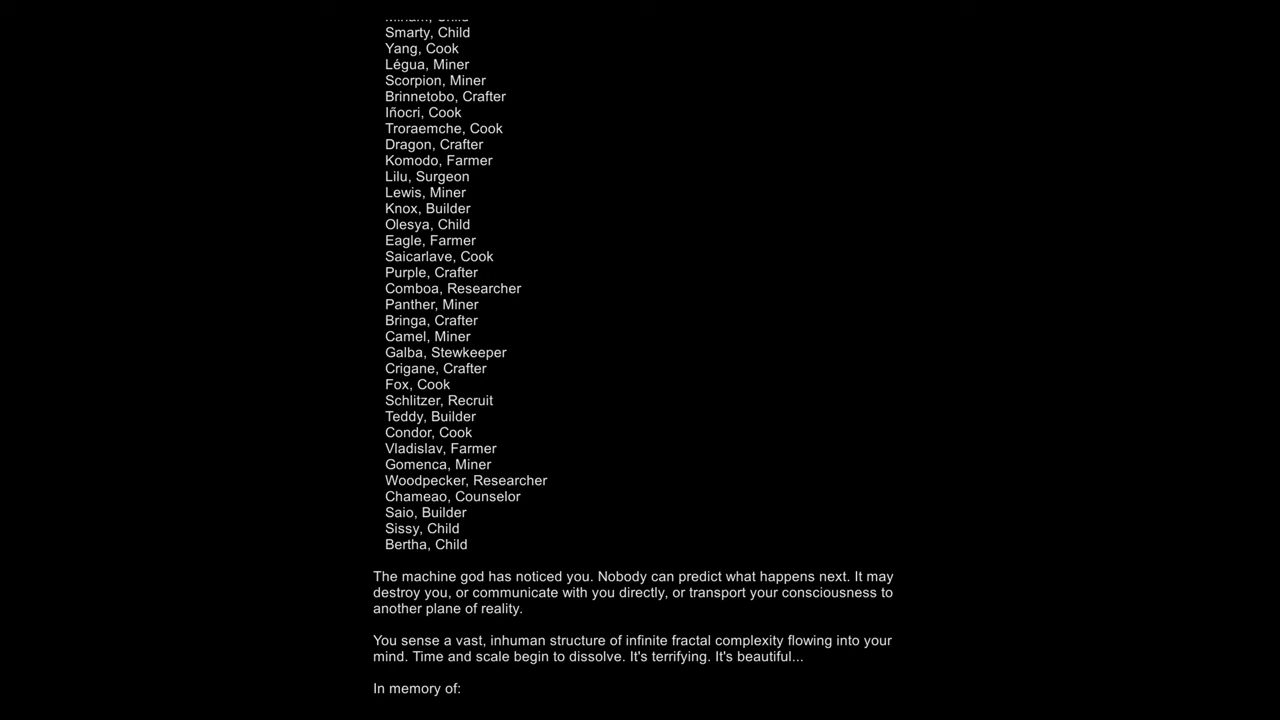 Smarty, Child
Yang, Cook
Légua, Miner
Scorpion, Miner
Brinnetobo, Crafter
Iñocri, Cook
Troraemche, Cook
Dragon, Crafter
Komodo, Farmer
Lilu, Surgeon
Lewis, Miner
Knox, Builder
Olesya, Child
Eagle, Farmer
Saicarlave, Cook
Purple, Crafter
Comboa, Researcher
Panther, Miner
Bringa, Crafter
Camel, Miner
Galba, Stewkeeper
Crigane, Crafter
Fox, Cook
Schlitzer, Recruit
Teddy, Builder
Condor, Cook
Vladislav, Farmer
Gomenca, Miner
Woodpecker, Researcher
Chameao, Counselor
Saio, Builder
Sissy, Child
Bertha, Child
The machine god has noticed you. Nobody can predict what happens next. It may
destroy you, or communicate with you directly, or transport your consciousness to
another plane of reality.
You sense a vast, inhuman structure of infinite fractal complexity flowing into your
mind. Time and scale begin to dissolve. It's terrifying. It's beautiful...
In memory of: